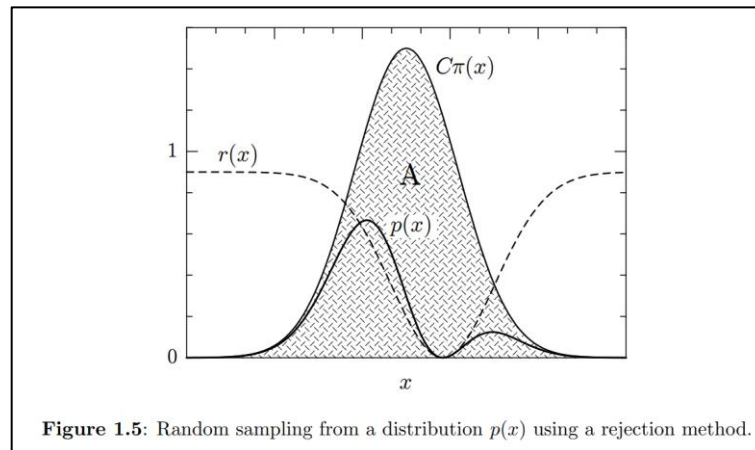 Cπ(x)
1
r(x)
A
p(x)
0
x
Figure 1.5: Random sampling from a distribution p(x) using a rejection method.